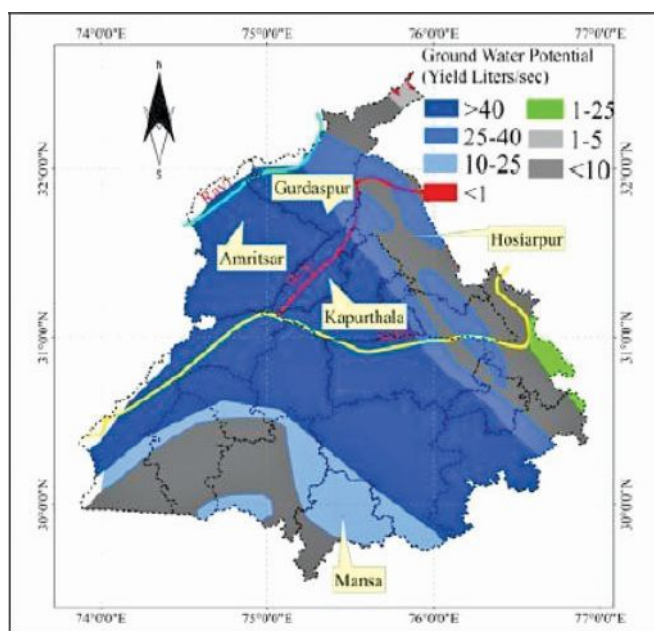 74°0'0"E 75°0'0"E 76°0'0"E 77°0'0"E
Ground Water Potential
(Yield Liters/sec)
>40 1-25
25-40 1-5
10-25 <10
<1
N
S
32°0'0"N 32°0'0"N
Ravi
Gurdaspur
Hosiarpur
Amritsar
Kapurthala
31°0'0"N 31°0'0"N
30°0'0"N 30°0'0"N
Mansa
74°0'0"E 75°0'0"E 76°0'0"E 77°0'0"E